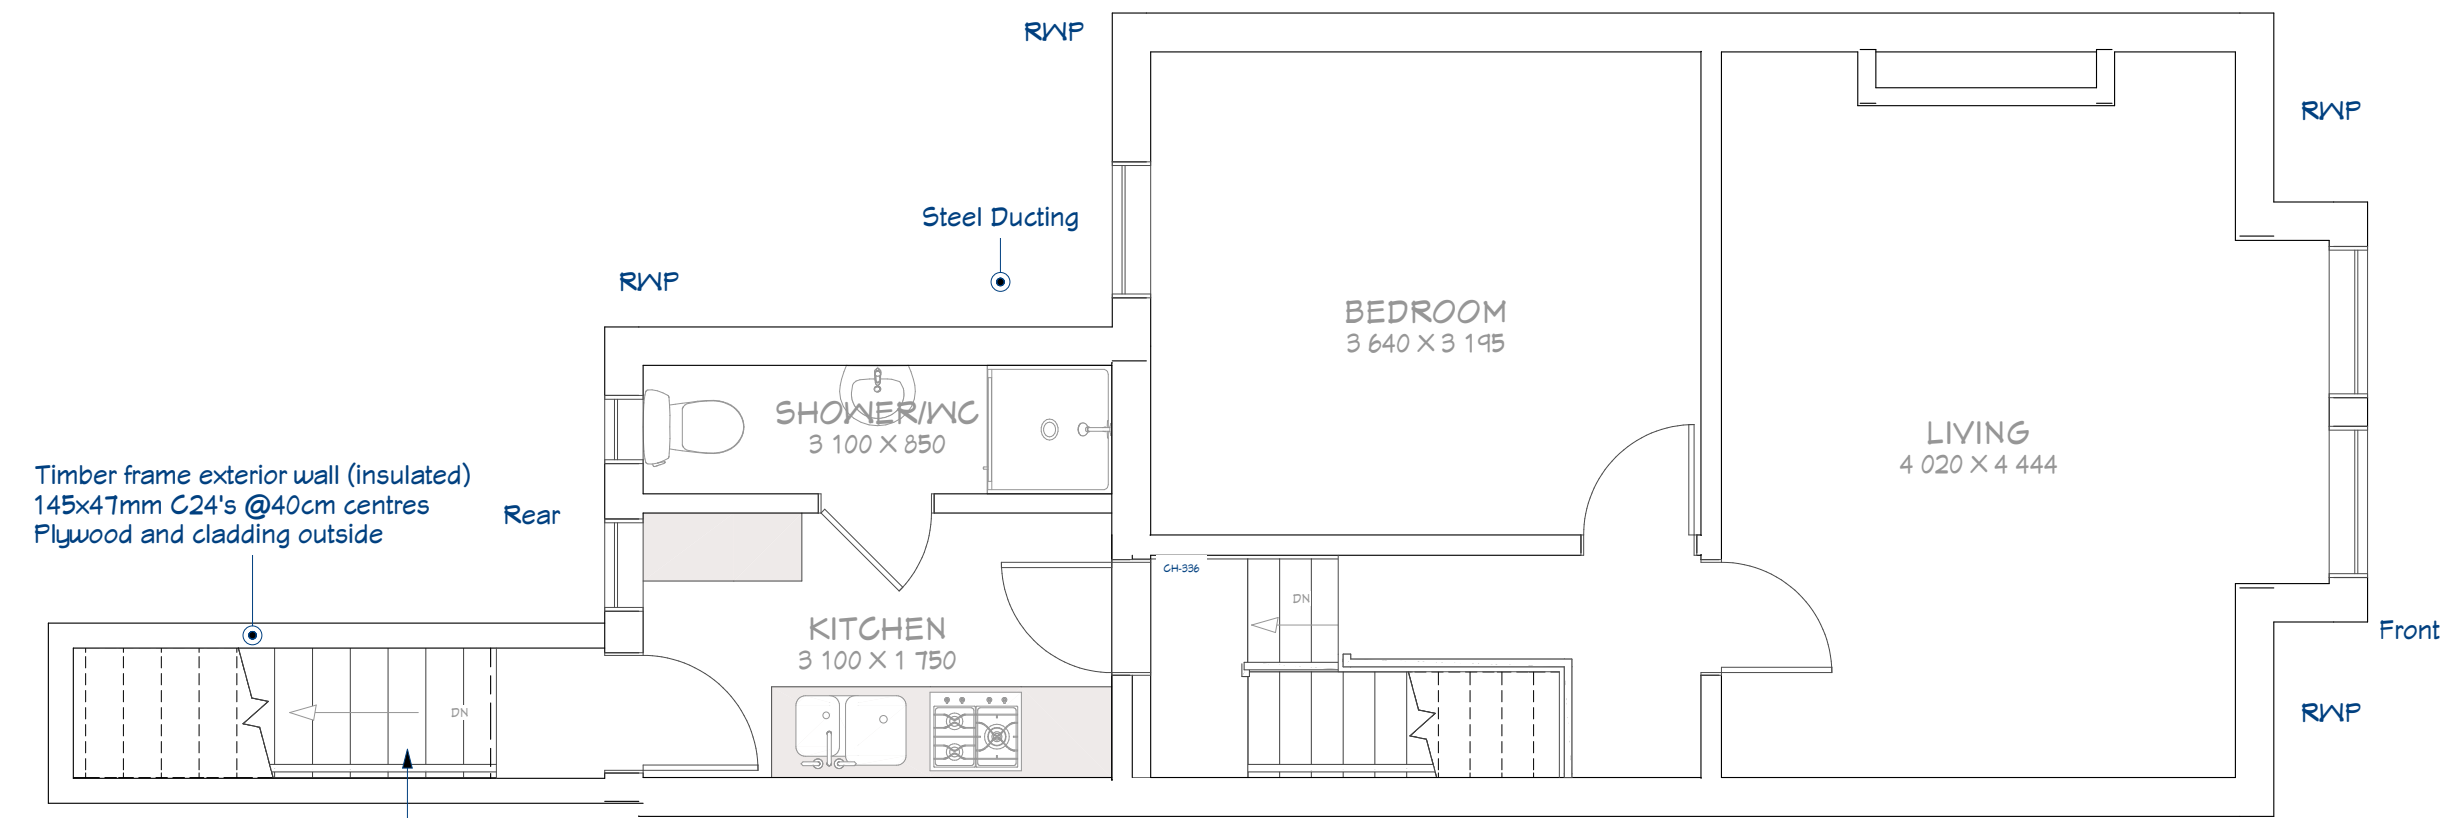 RWP
RWP
Steel Ducting
RWP
BEDROOM
3 640 X 3 195
SHOWER/WC
3 100 X 850
LIVING
4 020 X 4 444
Timber frame exterior wall (insulated)
145x47mm C24's @40cm centres
Plywood and cladding outside
Rear
CH-336
DN
KITCHEN
3 100 X 1 750
Front
DN
RWP